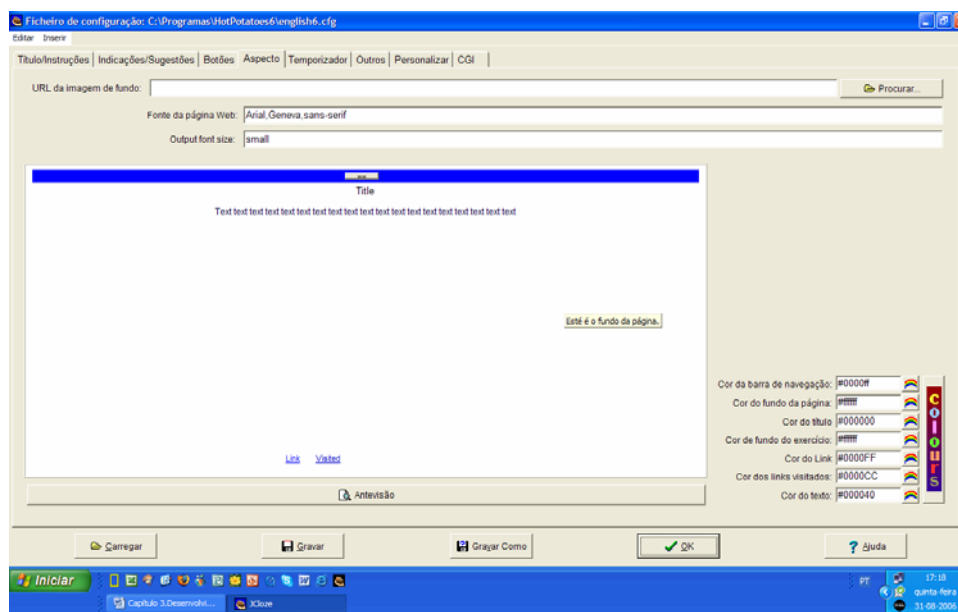 Ficheiro de configuração: C:\Programas\HotPotatoes6\english6.cfg
Editar Inserir
Título/Instruções Indicações/Sugestões Botões Aspecto Temporizador Outros Personalizar CGI
URL da imagem de fundo: Procurar...
Fonte da página Web: Arial,Geneva,sans-serif
Output font size: small
Title
Text text text text text text text text text text text text text text text text text text text
Esté é o fundo da página.
Cor da barra de navegação: #0000ff
Cor do fundo da página: #ffffff
Cor do título #000000
Cor de fundo do exercício: #ffffff
Cor do Link #0000FF
Cor dos links visitados: #0000CC
Cor do texto: #000040
Colours
Link Visited
Antevisão
Carregar Gravar Gravar Como OK Ajuda
Iniciar PT 17:18
Capítulo 3.Desenvolvi... JCloze quinta-feira
31-08-2006